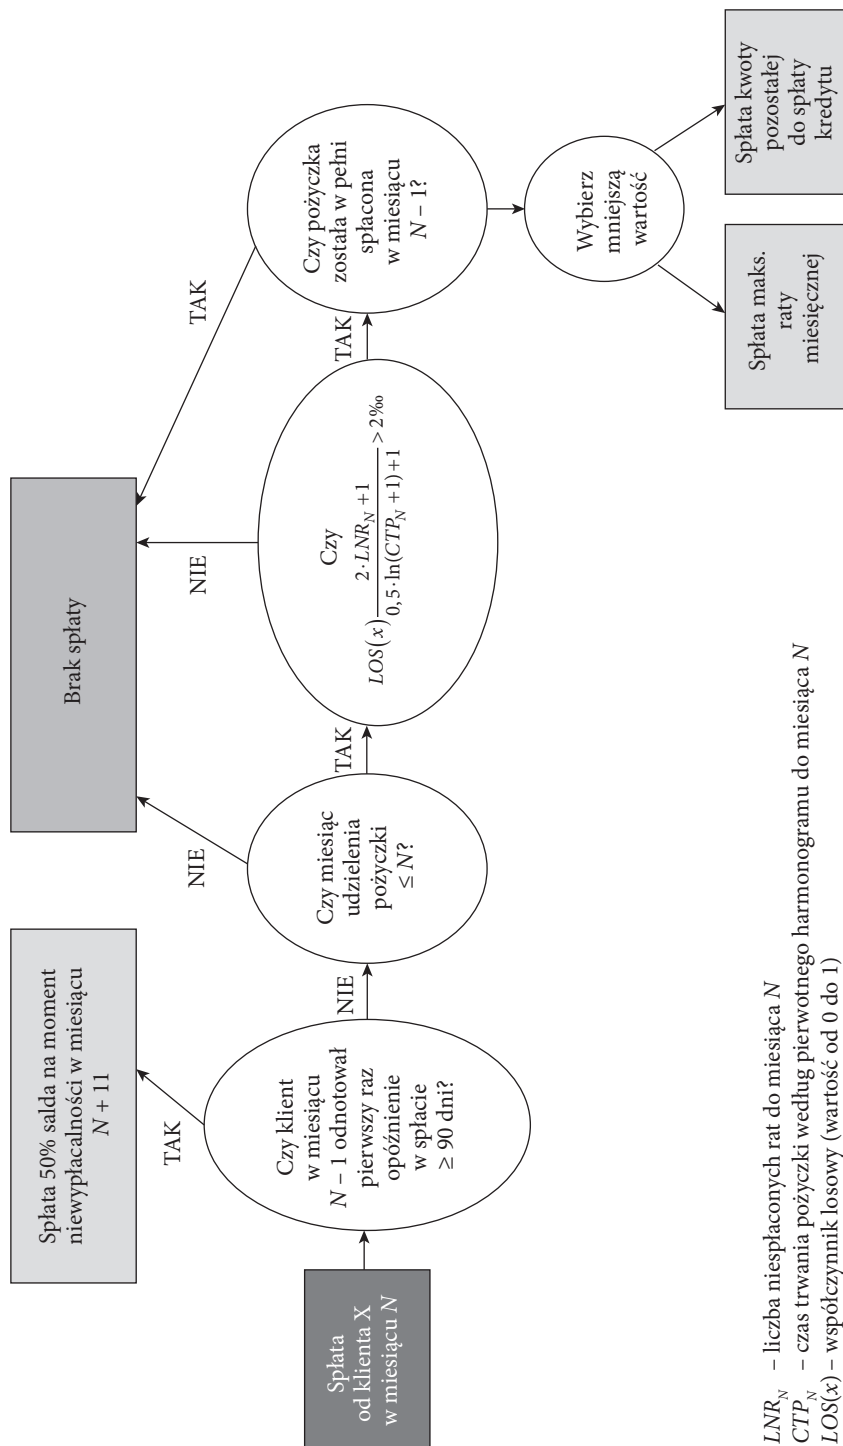 Spłata
od klienta X
w miesiącu N
Czy klient
w miesiącu
N – 1 odnotował
pierwszy raz
opóźnienie
w spłacie
≥ 90 dni?
TAK
Spłata 50% salda na moment
niewypłacalności w miesiącu
N + 11
NIE
Czy miesiąc
udzielenia
pożyczki
≤ N?
NIE
Brak spłaty
TAK
Czy
LOS(x) (2·LNR_N +1)/(0,5·ln(CTP_N +1)+1) > 2‰
NIE
TAK
Czy pożyczka
została w pełni
spłacona
w miesiącu
N – 1?
TAK
Wybierz
mniejszą
wartość
Spłata maks.
raty
miesięcznej
Spłata kwoty
pozostałej
do spłaty
kredytu
LNR_N – liczba niespłaconych rat do miesiąca N
CTP_N – czas trwania pożyczki według pierwotnego harmonogramu do miesiąca N
LOS(x) – współczynnik losowy (wartość od 0 do 1)